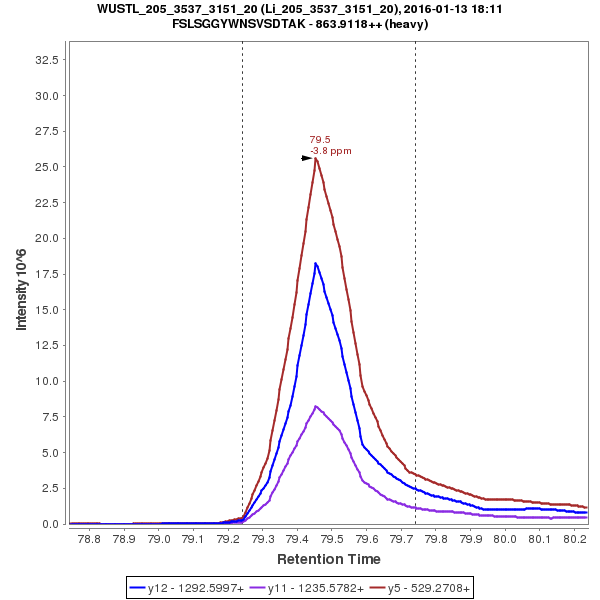 WUSTL_205_3537_3151_20 (Li_205_3537_3151_20), 2016-01-13 18:11
FSLSGGYWNSVSDTAK - 863.9118++ (heavy)
Intensity 10^6
32.5
30.0
27.5
25.0
22.5
20.0
17.5
15.0
12.5
10.0
7.5
5.0
2.5
0.0
79.5
-3.8 ppm
78.8 78.9 79.0 79.1 79.2 79.3 79.4 79.5 79.6 79.7 79.8 79.9 80.0 80.1 80.2
Retention Time
y12 - 1292.5997+ y11 - 1235.5782+ y5 - 529.2708+